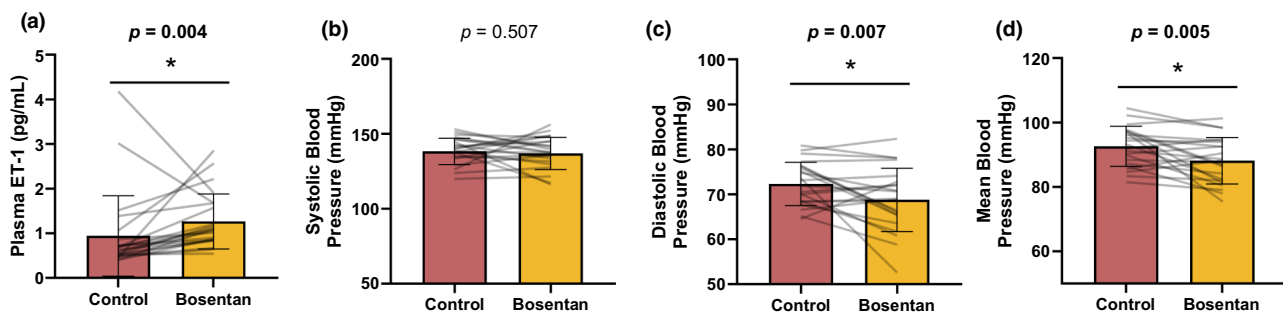 (a)
p = 0.004
*
Plasma ET-1 (pg/mL)
5
4
3
2
1
0
Control Bosentan
(b)
p = 0.507
Systolic Blood
Pressure (mmHg)
200
150
100
50
Control Bosentan
(c)
p = 0.007
*
Diastolic Blood
Pressure (mmHg)
100
90
80
70
60
50
Control Bosentan
(d)
p = 0.005
*
Mean Blood
Pressure (mmHg)
120
100
80
60
Control Bosentan